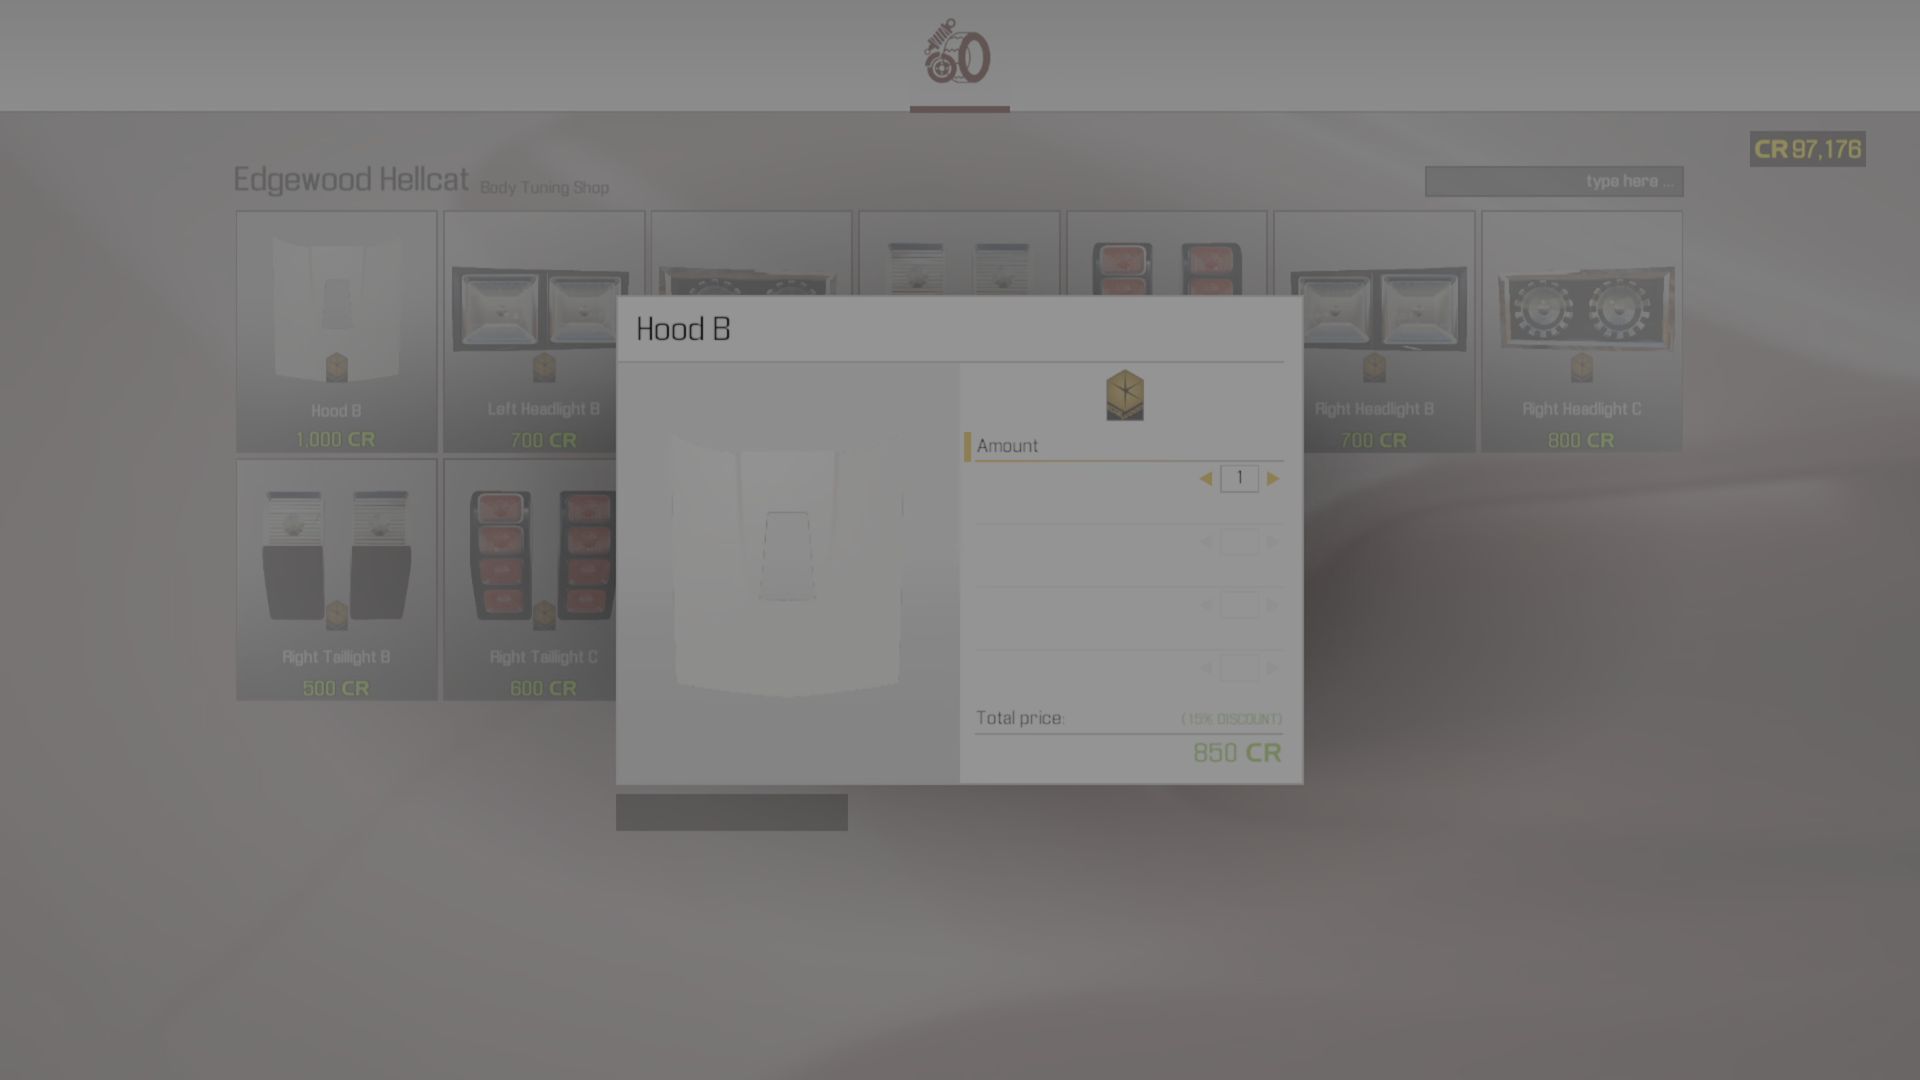 CR 97,176
Edgewood Hellcat Body Tuning Shop
type here ...
Hood B
1,000 CR
Left Headlight B
700 CR
Right Headlight B
700 CR
Right Headlight C
800 CR
Right Taillight B
500 CR
Right Taillight C
600 CR
Hood B
Amount
1
Total price:
(15% DISCOUNT)
850 CR